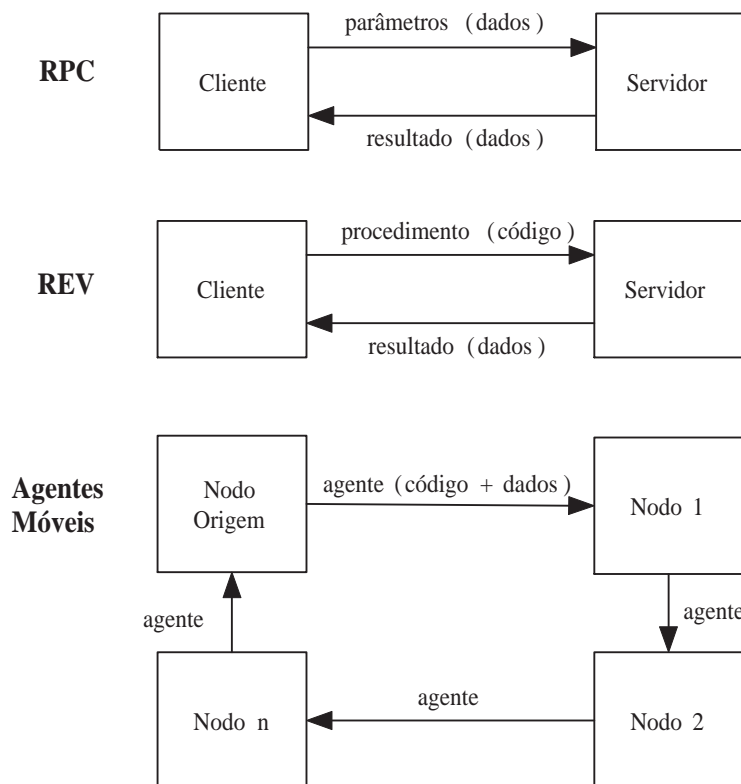 parâmetros (dados)
RPC
Cliente
Servidor
resultado (dados)
procedimento (código)
REV
Cliente
Servidor
resultado (dados)
Agentes
Móveis
Nodo
Origem
agente (código + dados)
Nodo 1
agente
agente
agente
Nodo n
Nodo 2